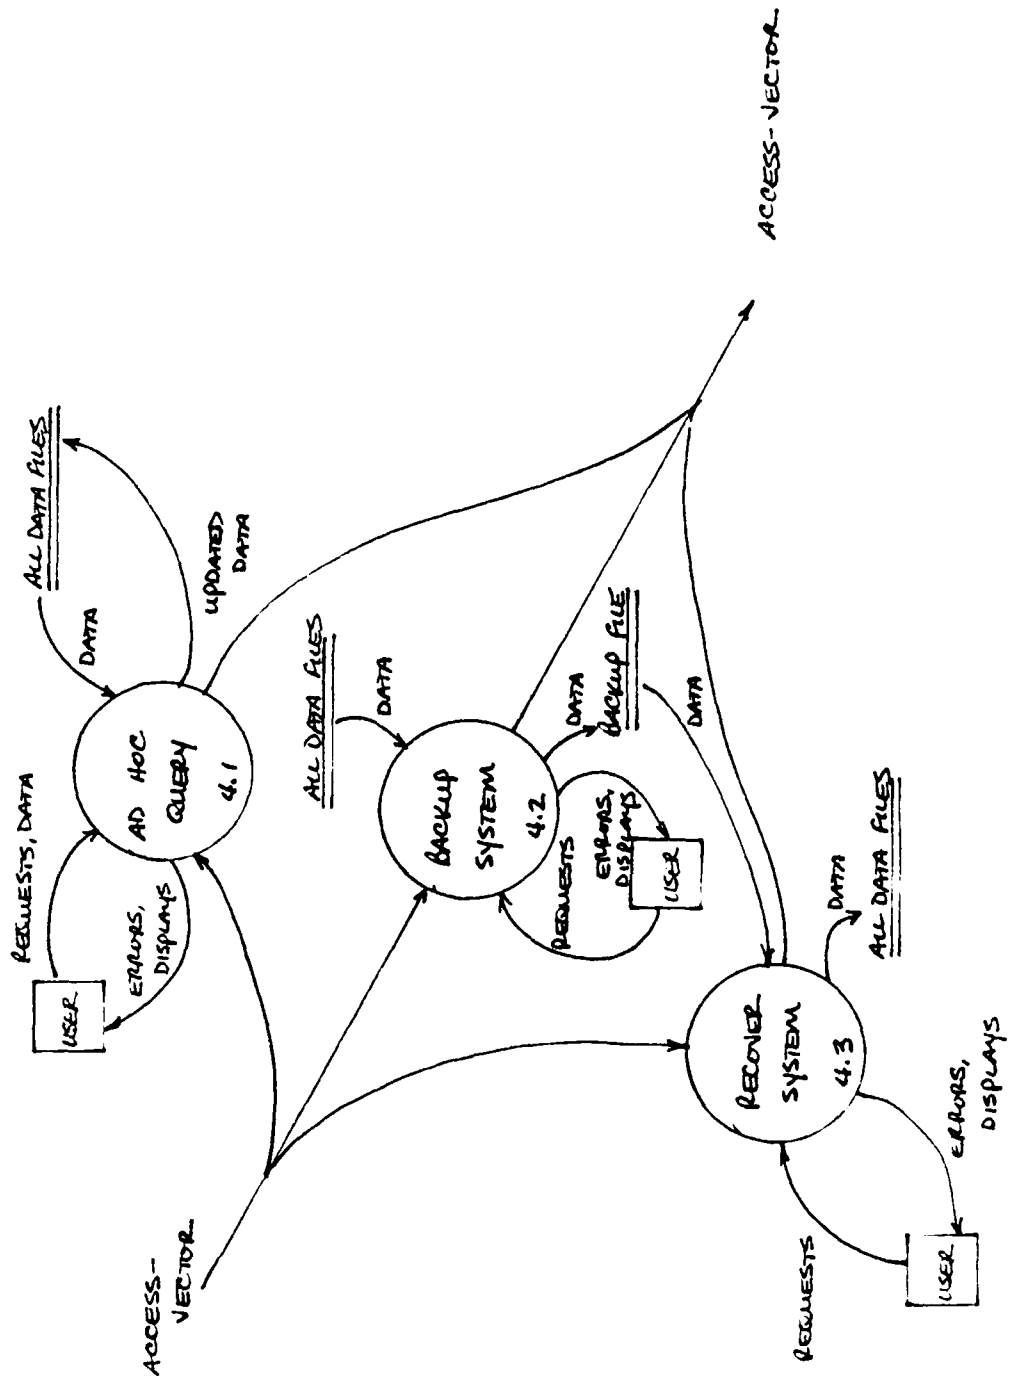 ACCESS-
VECTOR
USER
REQUESTS, DATA
ERRORS,
DISPLAYS
AD HOC
QUERY
4.1
DATA
ALL DATA FILES
UPDATED
DATA
ALL DATA FILES
DATA
BACKUP
SYSTEM
4.2
REQUESTS
ERRORS,
DISPLAYS
USER
DATA
BACKUP FILE
DATA
REQUESTS
USER
ERRORS,
DISPLAYS
RECOVER
SYSTEM
4.3
DATA
ALL DATA FILES
ACCESS-VECTOR